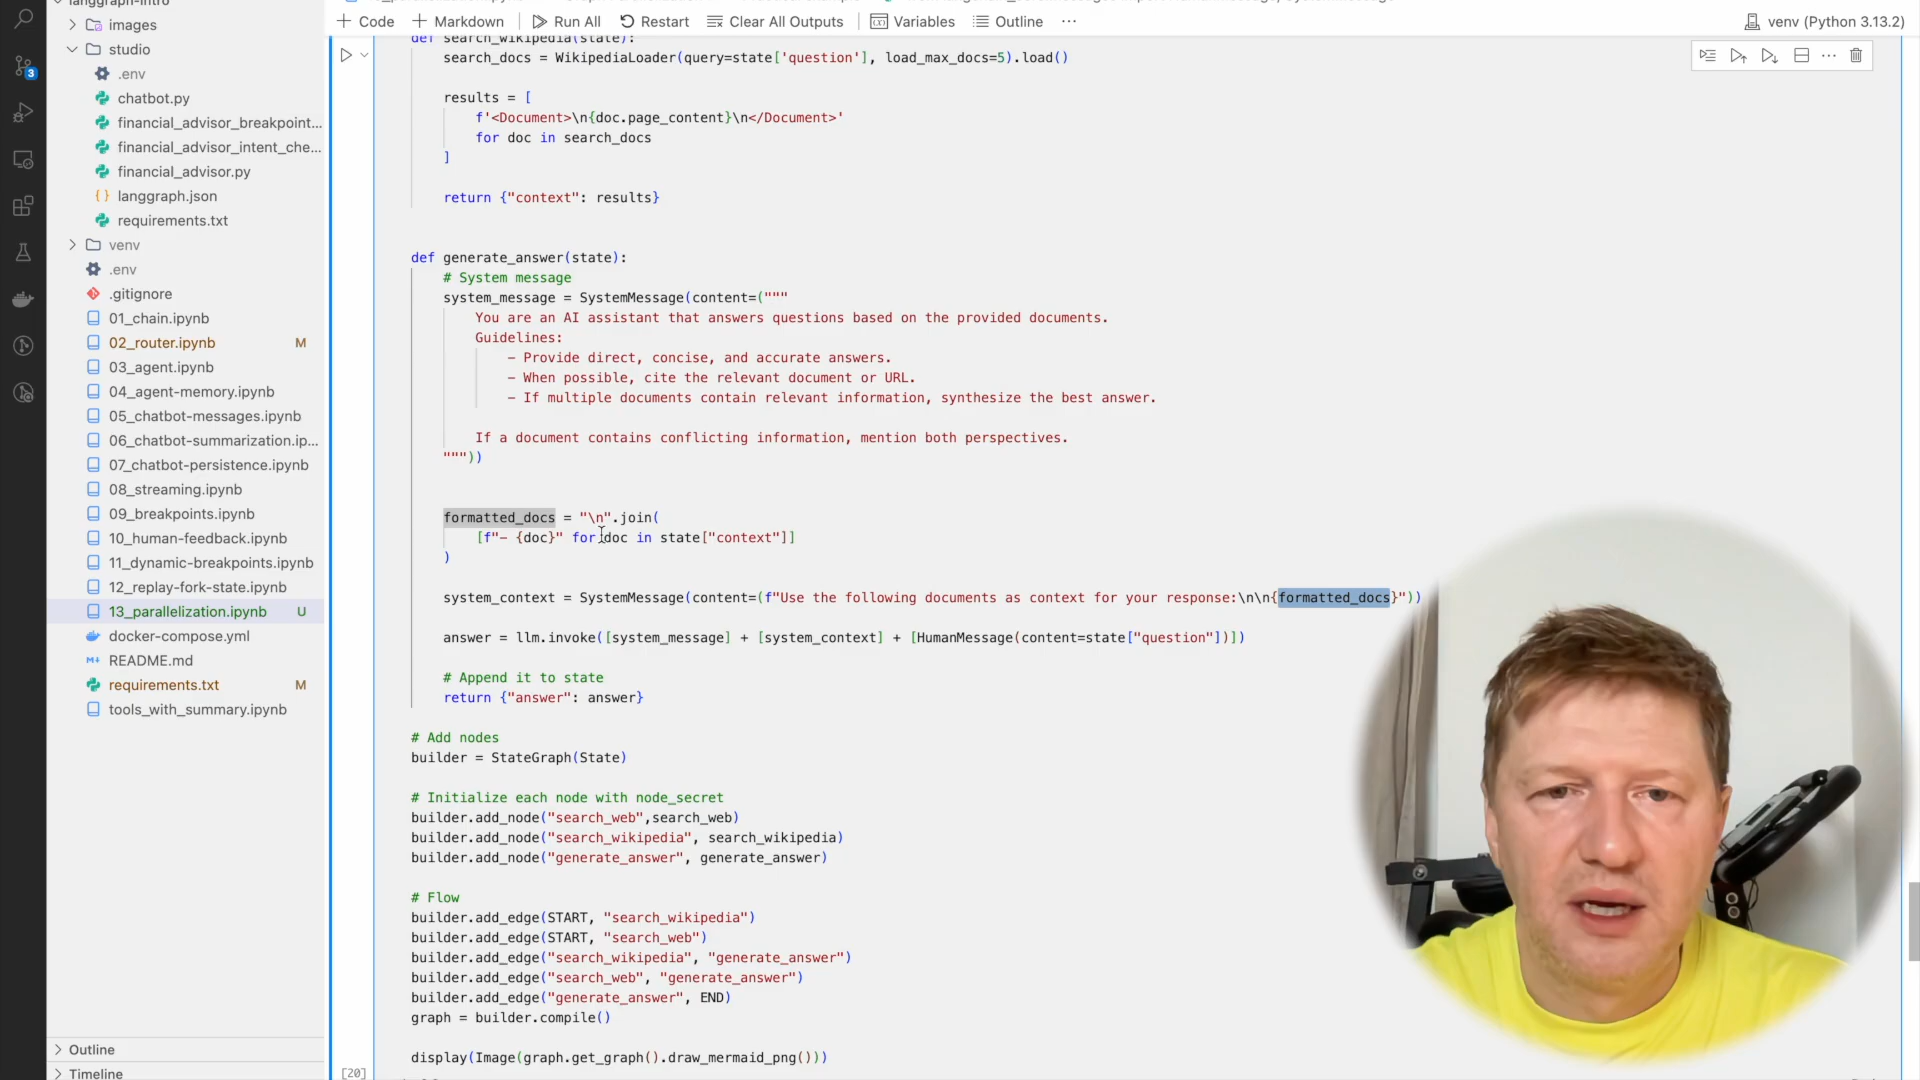 langgraph-intro
images
studio
.env
chatbot.py
financial_advisor_breakpoint...
financial_advisor_intent_che...
financial_advisor.py
langgraph.json
requirements.txt
venv
.env
.gitignore
01_chain.ipynb
02_router.ipynb M
03_agent.ipynb
04_agent-memory.ipynb
05_chatbot-messages.ipynb
06_chatbot-summarization.ip...
07_chatbot-persistence.ipynb
08_streaming.ipynb
09_breakpoints.ipynb
10_human-feedback.ipynb
11_dynamic-breakpoints.ipynb
12_replay-fork-state.ipynb
13_parallelization.ipynb U
docker-compose.yml
README.md
requirements.txt M
tools_with_summary.ipynb
Outline
Timeline
3
+ Code + Markdown Run All Restart Clear All Outputs Variables Outline ... venv (Python 3.13.2)
def search_wikipedia(state):
search_docs = WikipediaLoader(query=state['question'], load_max_docs=5).load()
results = [
f'<Document>\n{doc.page_content}\n</Document>'
for doc in search_docs
]
return {"context": results}
def generate_answer(state):
# System message
system_message = SystemMessage(content=("""
You are an AI assistant that answers questions based on the provided documents.
Guidelines:
- Provide direct, concise, and accurate answers.
- When possible, cite the relevant document or URL.
- If multiple documents contain relevant information, synthesize the best answer.
If a document contains conflicting information, mention both perspectives.
"""))
formatted_docs = "\n".join(
[f"- {doc}" for doc in state["context"]]
)
system_context = SystemMessage(content=(f"Use the following documents as context for your response:\n\n{formatted_docs}"))
answer = llm.invoke([system_message] + [system_context] + [HumanMessage(content=state["question"])])
# Append it to state
return {"answer": answer}
# Add nodes
builder = StateGraph(State)
# Initialize each node with node_secret
builder.add_node("search_web",search_web)
builder.add_node("search_wikipedia", search_wikipedia)
builder.add_node("generate_answer", generate_answer)
# Flow
builder.add_edge(START, "search_wikipedia")
builder.add_edge(START, "search_web")
builder.add_edge("search_wikipedia", "generate_answer")
builder.add_edge("search_web", "generate_answer")
builder.add_edge("generate_answer", END)
graph = builder.compile()
display(Image(graph.get_graph().draw_mermaid_png()))
[20]